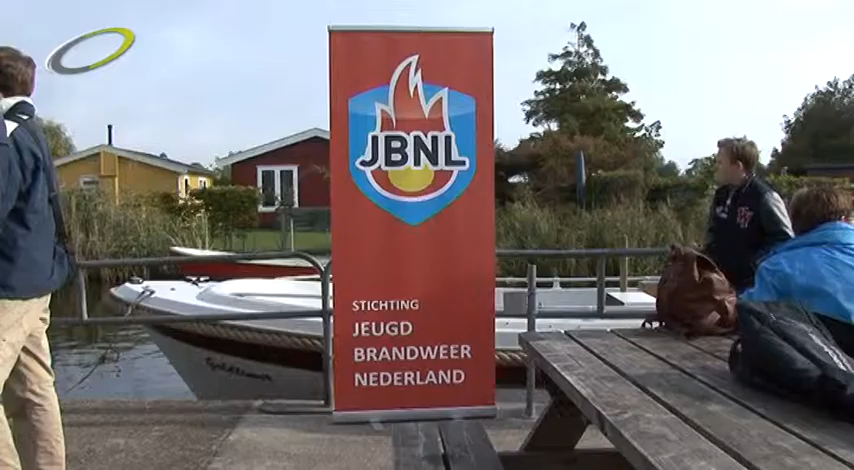 JBNL
STICHTING
JEUGD
BRANDWEER
NEDERLAND